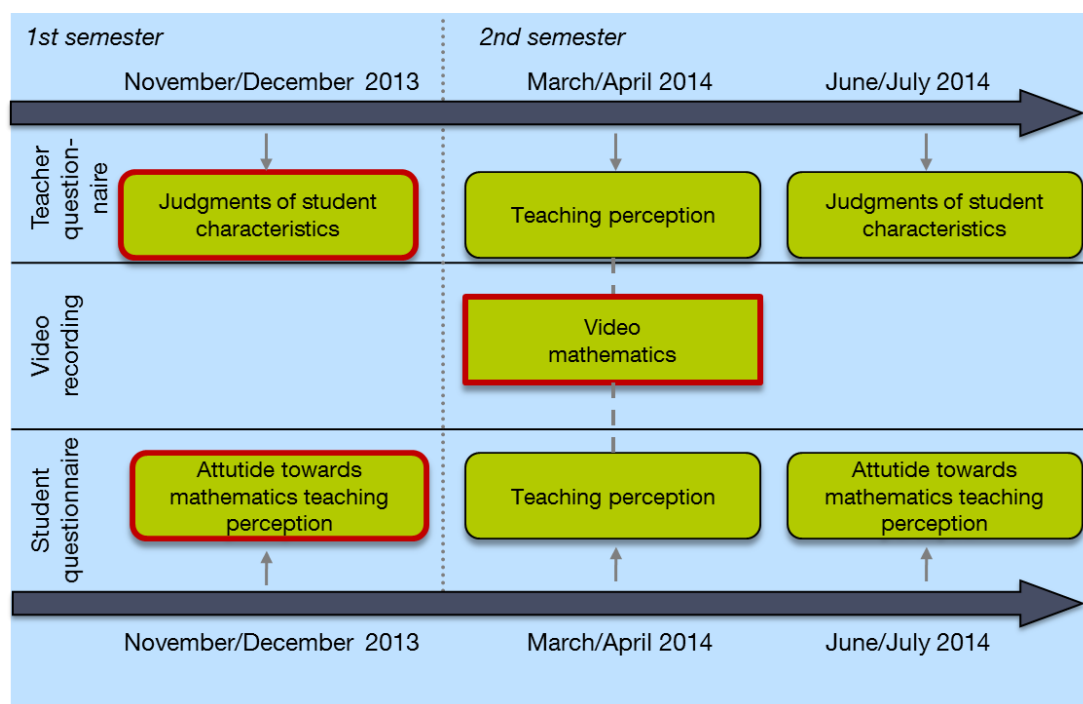 1st semester
2nd semester
November/December 2013
March/April 2014
June/July 2014
Teacher
question-
naire
Judgments of student
characteristics
Teaching perception
Judgments of student
characteristics
Video
recording
Video
mathematics
Student
questionnaire
Attutide towards
mathematics teaching
perception
Teaching perception
Attutide towards
mathematics teaching
perception
November/December 2013
March/April 2014
June/July 2014